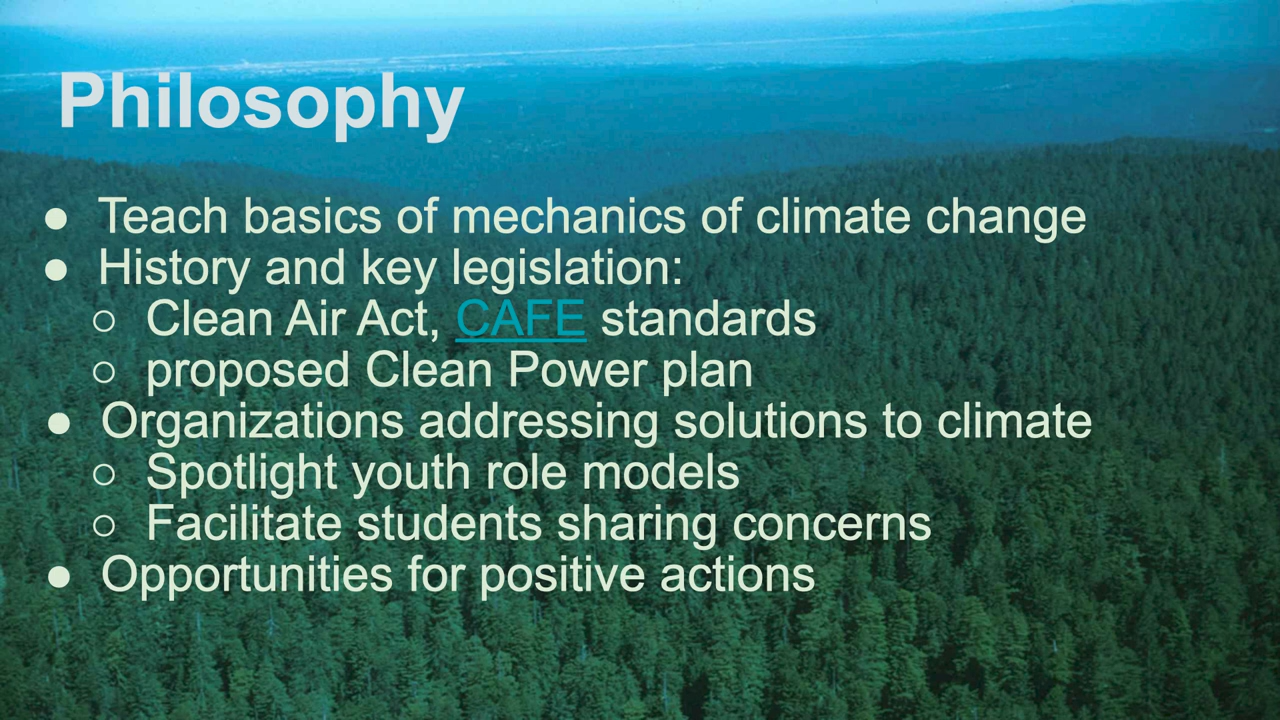 Philosophy
● Teach basics of mechanics of climate change
● History and key legislation:
○ Clean Air Act, CAFE standards
○ proposed Clean Power plan
● Organizations addressing solutions to climate
○ Spotlight youth role models
○ Facilitate students sharing concerns
● Opportunities for positive actions